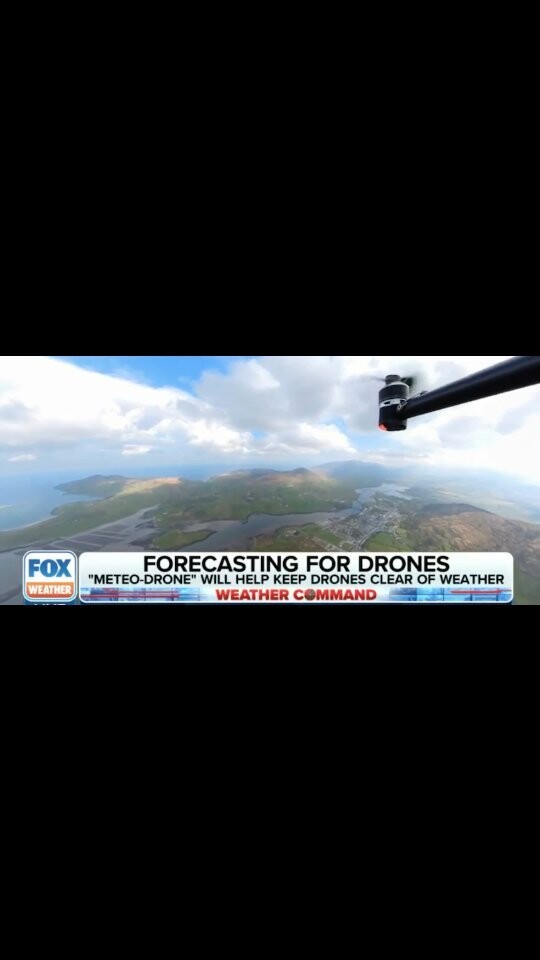 FORECASTING FOR DRONES
"METEO-DRONE" WILL HELP KEEP DRONES CLEAR OF WEATHER
WEATHER COMMAND
FOX
WEATHER